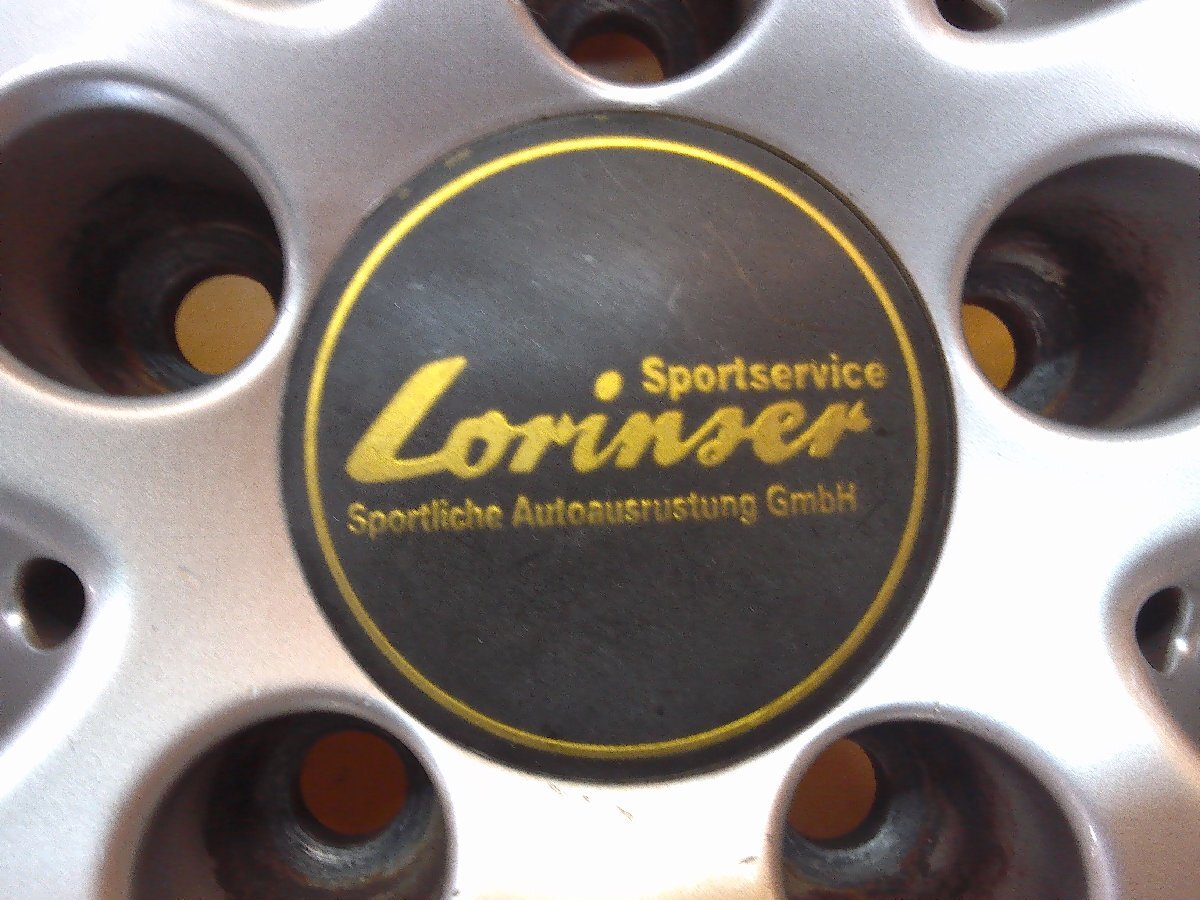 Sportservice
Lorinser
Sportliche Autoausrustung GmbH